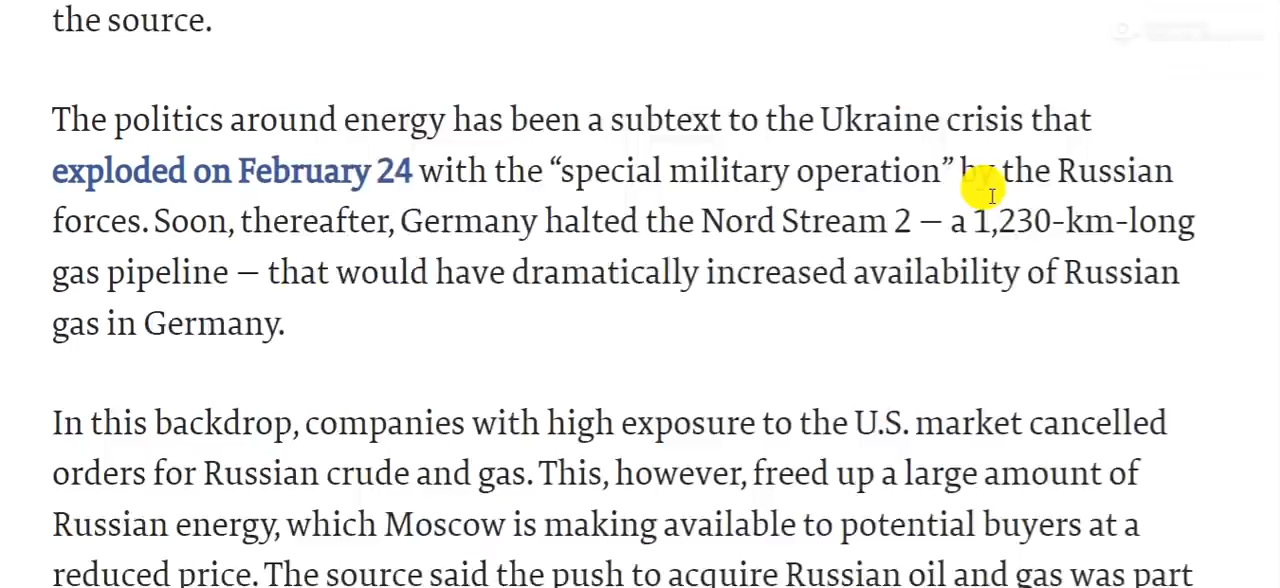 the source.
The politics around energy has been a subtext to the Ukraine crisis that
exploded on February 24 with the “special military operation” by the Russian
forces. Soon, thereafter, Germany halted the Nord Stream 2 – a 1,230-km-long
gas pipeline – that would have dramatically increased availability of Russian
gas in Germany.
In this backdrop, companies with high exposure to the U.S. market cancelled
orders for Russian crude and gas. This, however, freed up a large amount of
Russian energy, which Moscow is making available to potential buyers at a
reduced price. The source said the push to acquire Russian oil and gas was part